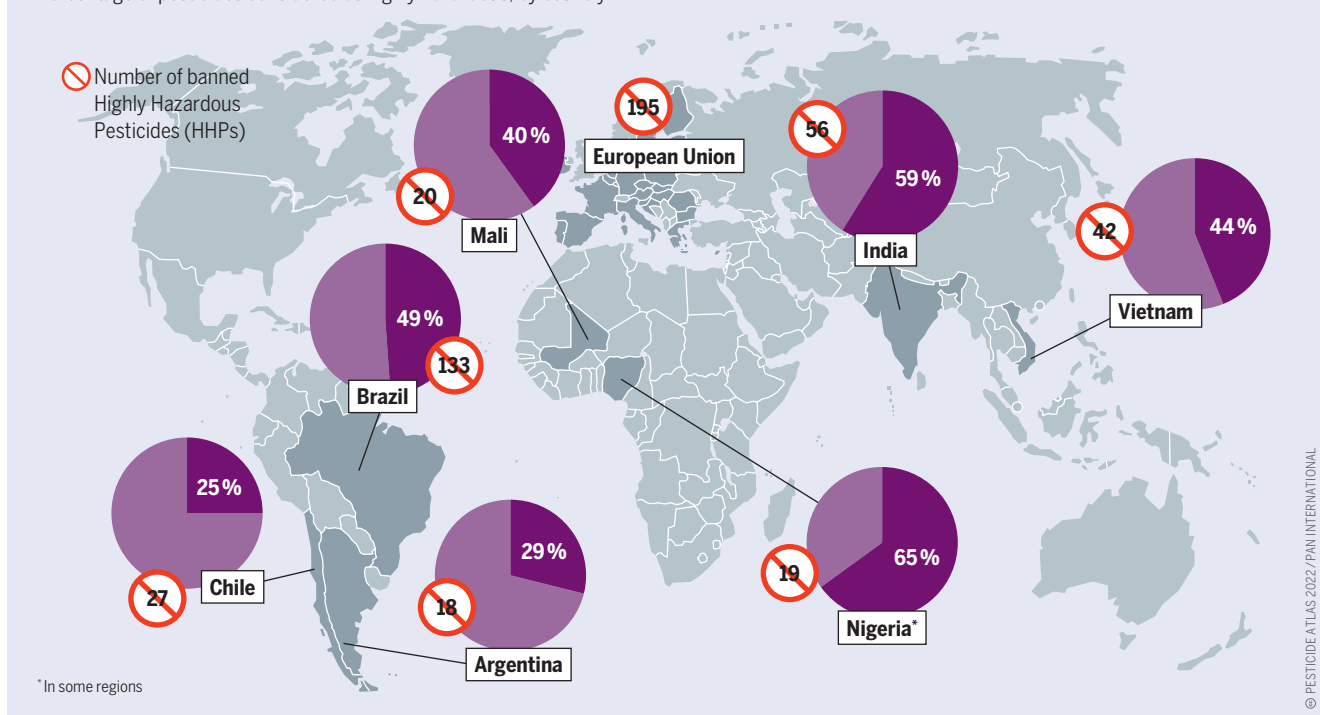 Number of banned
Highly Hazardous
Pesticides (HHPs)
40 %
20
Mali
195
European Union
56
59 %
India
42
44 %
Vietnam
49 %
133
Brazil
25 %
27
Chile
29 %
18
Argentina
65 %
19
Nigeria*
* In some regions
PESTICIDE ATLAS 2022 / PAN INTERNATIONAL